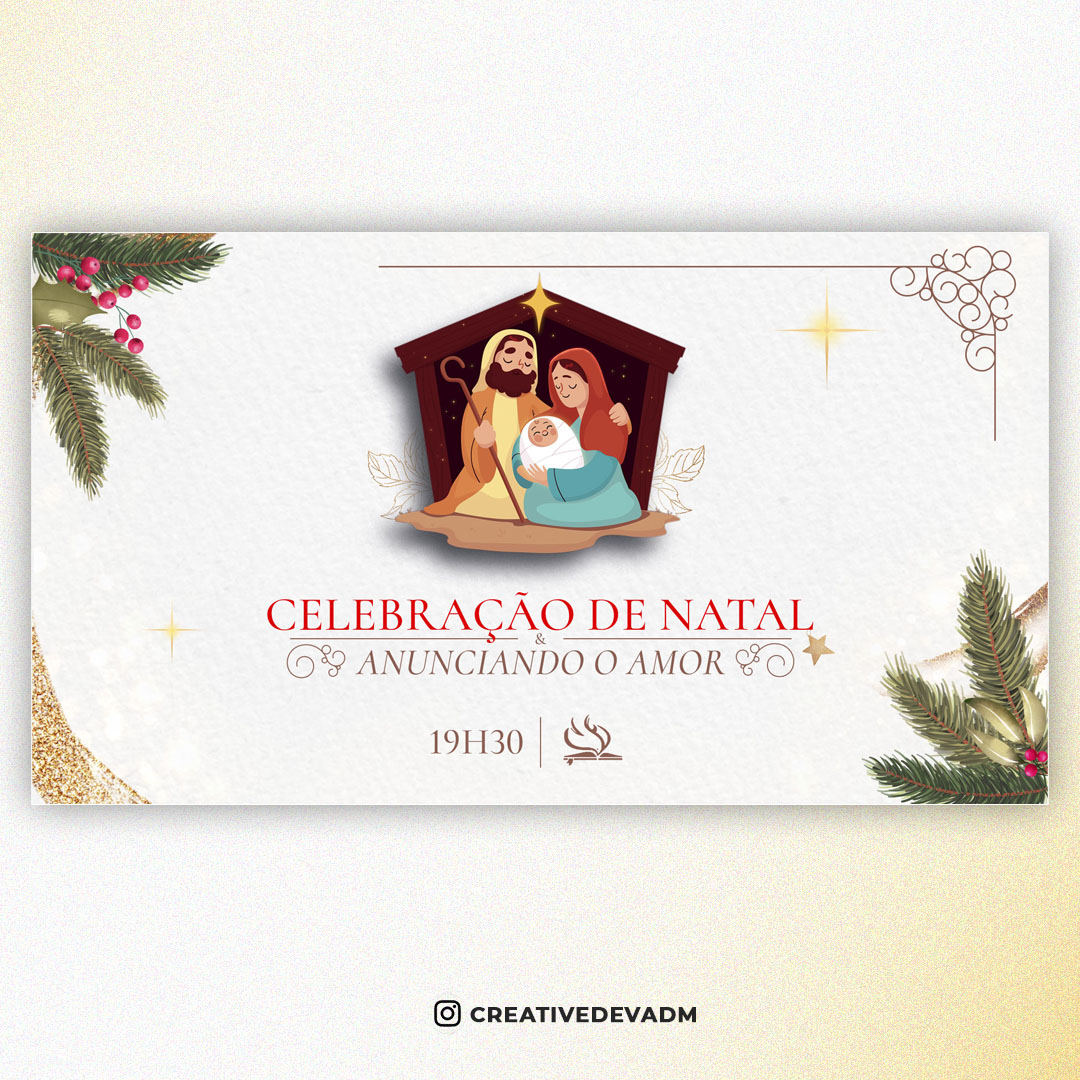 CELEBRAÇÃO DE NATAL
&
ANUNCIANDO O AMOR
19H30
CREATIVEDEVADM